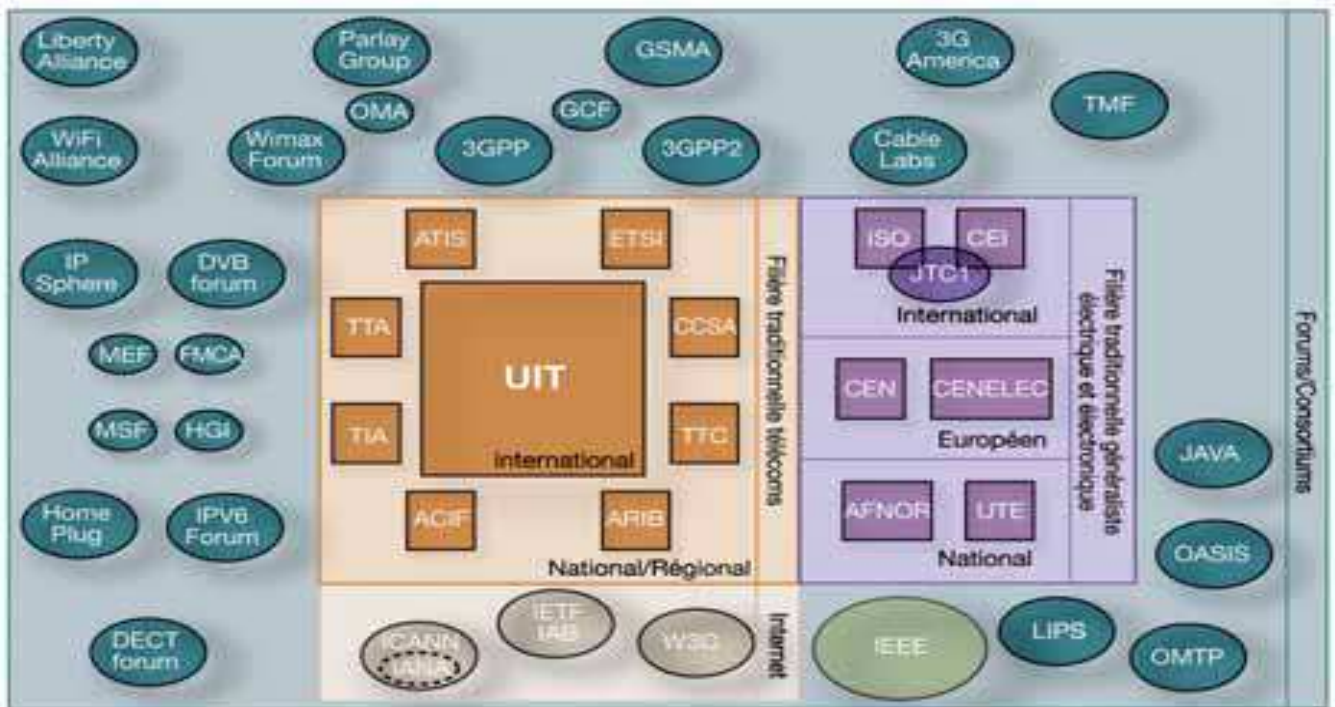 Liberty
Alliance
Parlay
Group
GSMA
3G
America
TMF
OMA
GCF
WiFi
Alliance
Wimax
Forum
3GPP
3GPP2
Cable
Labs
ATIS
ETSI
ISO
CEI
JTC1
International
IP
Sphere
DVB
forum
TTA
CCSA
UIT
MEF
FMCA
CEN
CENELEC
Européen
MSF
HGI
TIA
TTC
international
JAVA
Home
Plug
IPV6
Forum
ACIF
ARIB
National/Régional
AFNOR
UTE
National
OASIS
Filière traditionnelle télécoms
Filière traditionnelle généraliste
électrique et électronique
Forums/Consortiums
DECT
forum
ICANN
IANA
IETF
IAB
W3C
Internet
IEEE
LIPS
OMTP